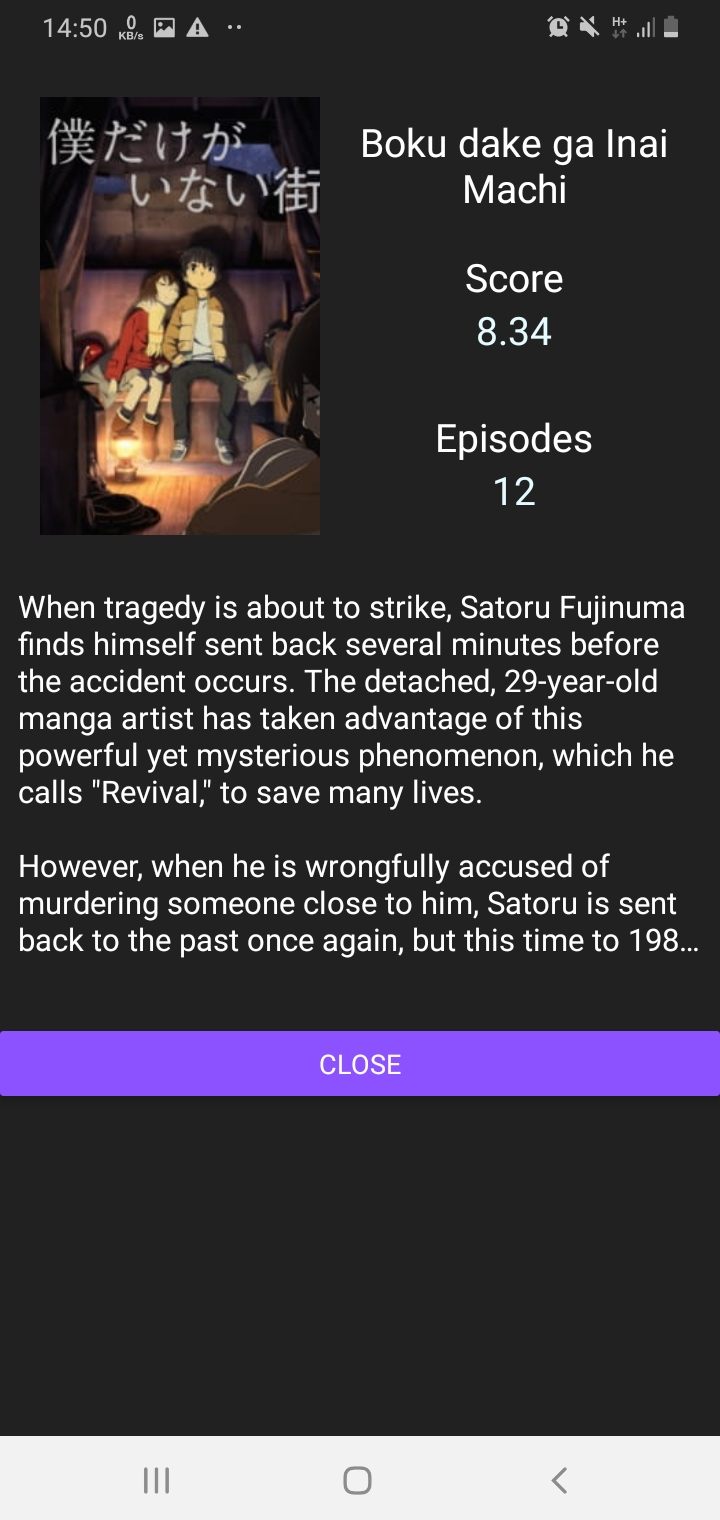 14:50 0 KB/s H+
僕だけが
いない街
Boku dake ga Inai
Machi
Score
8.34
Episodes
12
When tragedy is about to strike, Satoru Fujinuma
finds himself sent back several minutes before
the accident occurs. The detached, 29-year-old
manga artist has taken advantage of this
powerful yet mysterious phenomenon, which he
calls "Revival," to save many lives.
However, when he is wrongfully accused of
murdering someone close to him, Satoru is sent
back to the past once again, but this time to 198...
CLOSE